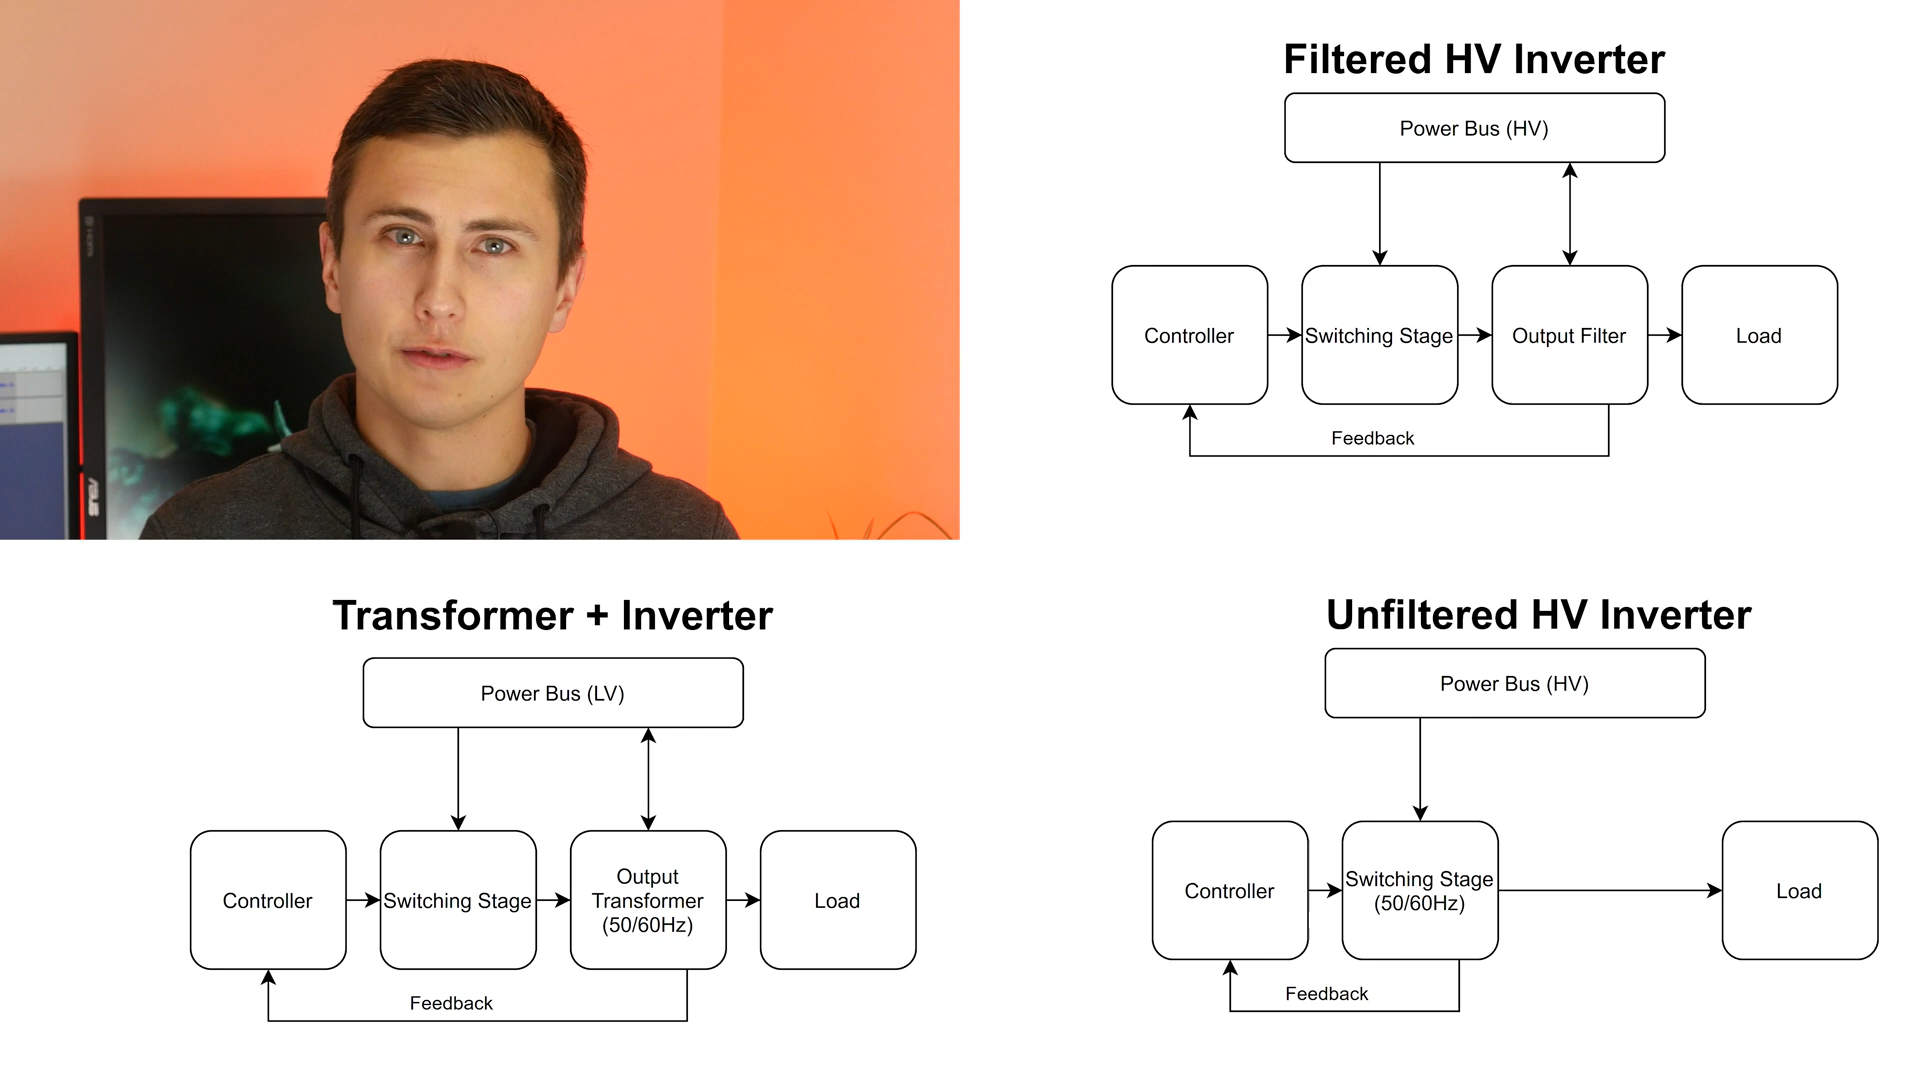 Filtered HV Inverter
Power Bus (HV)
Controller
Switching Stage
Output Filter
Load
Feedback
HDMI
ASUS
Transformer + Inverter
Power Bus (LV)
Controller
Switching Stage
Output
Transformer
(50/60Hz)
Load
Feedback
Unfiltered HV Inverter
Power Bus (HV)
Controller
Switching Stage
(50/60Hz)
Load
Feedback